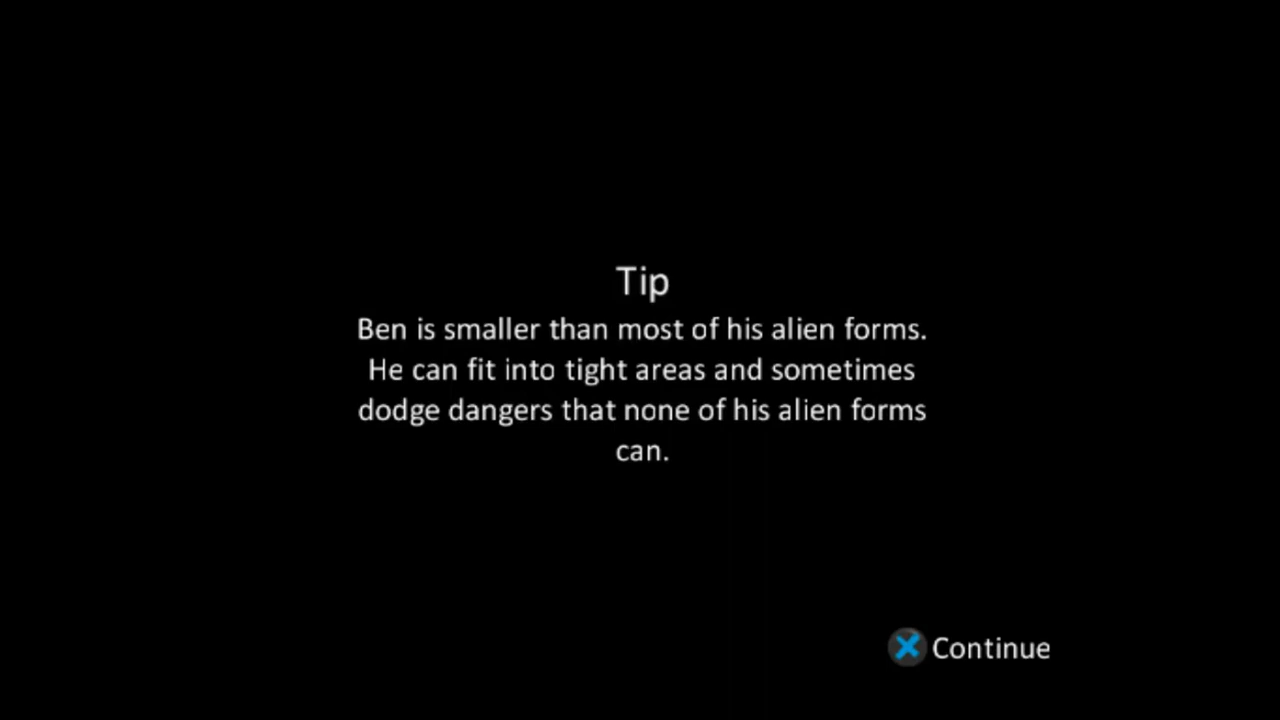 Tip
Ben is smaller than most of his alien forms.
He can fit into tight areas and sometimes
dodge dangers that none of his alien forms
can.
Continue